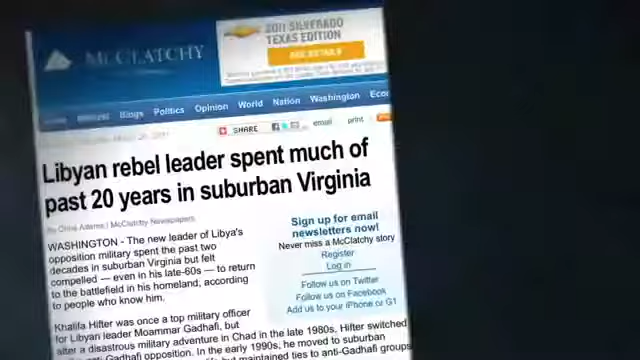 McCLATCHY
2011 SILVERADO
TEXAS EDITION
SEE DETAILS
Blogs Politics Opinion World Nation Washington
SHARE email print
Libyan rebel leader spent much of
past 20 years in suburban Virginia
By Chris Adams | McClatchy Newspapers
WASHINGTON - The new leader of Libya's
opposition military spent the past two
decades in suburban Virginia but felt
compelled — even in his late-60s — to return
to the battlefield in his homeland, according
to people who know him.
Sign up for email
newsletters now!
Never miss a McClatchy story
Register
Log in
Follow us on Twitter
Follow us on Facebook
Add us to your iPhone or G1
Khalifa Hifter was once a top military officer
for Libyan leader Moammar Gadhafi, but
after a disastrous military adventure in Chad in the late 1980s, Hifter switched
Gadhafi opposition. In the early 1990s, he moved to suburban
but maintained ties to anti-Gadhafi groups